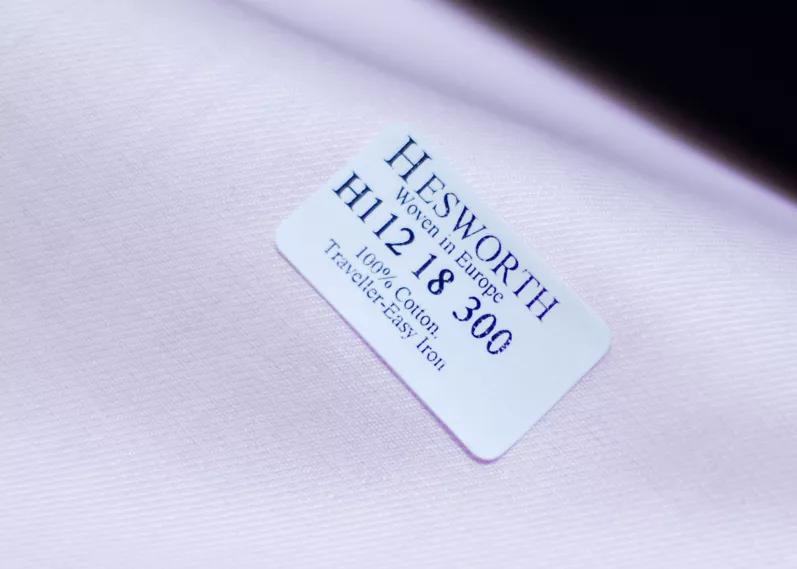 HESWORTH
Woven in Europe
H112 18 300
100% Cotton,
Traveller-Easy Iron